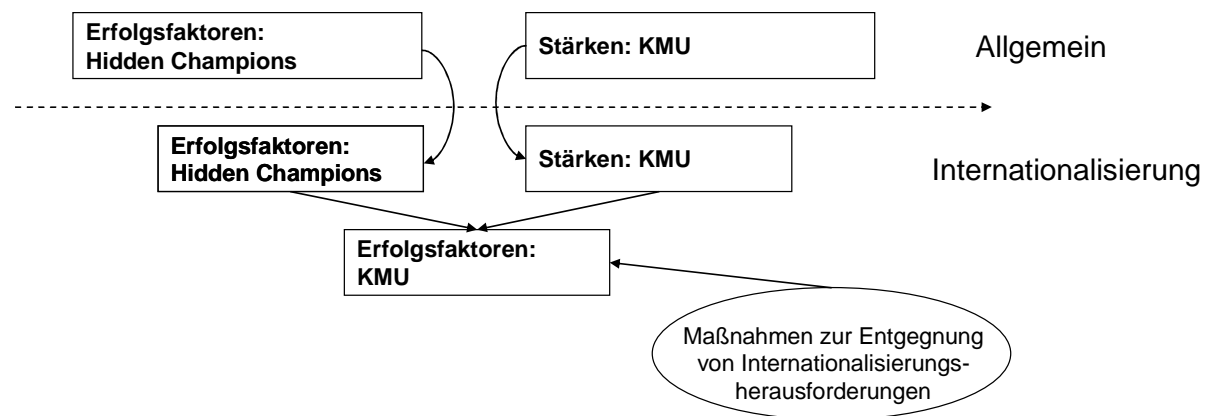 Erfolgsfaktoren:
Hidden Champions
Stärken: KMU
Allgemein
Erfolgsfaktoren:
Hidden Champions
Stärken: KMU
Internationalisierung
Erfolgsfaktoren:
KMU
Maßnahmen zur Entgegnung
von Internationalisierungs-
herausforderungen